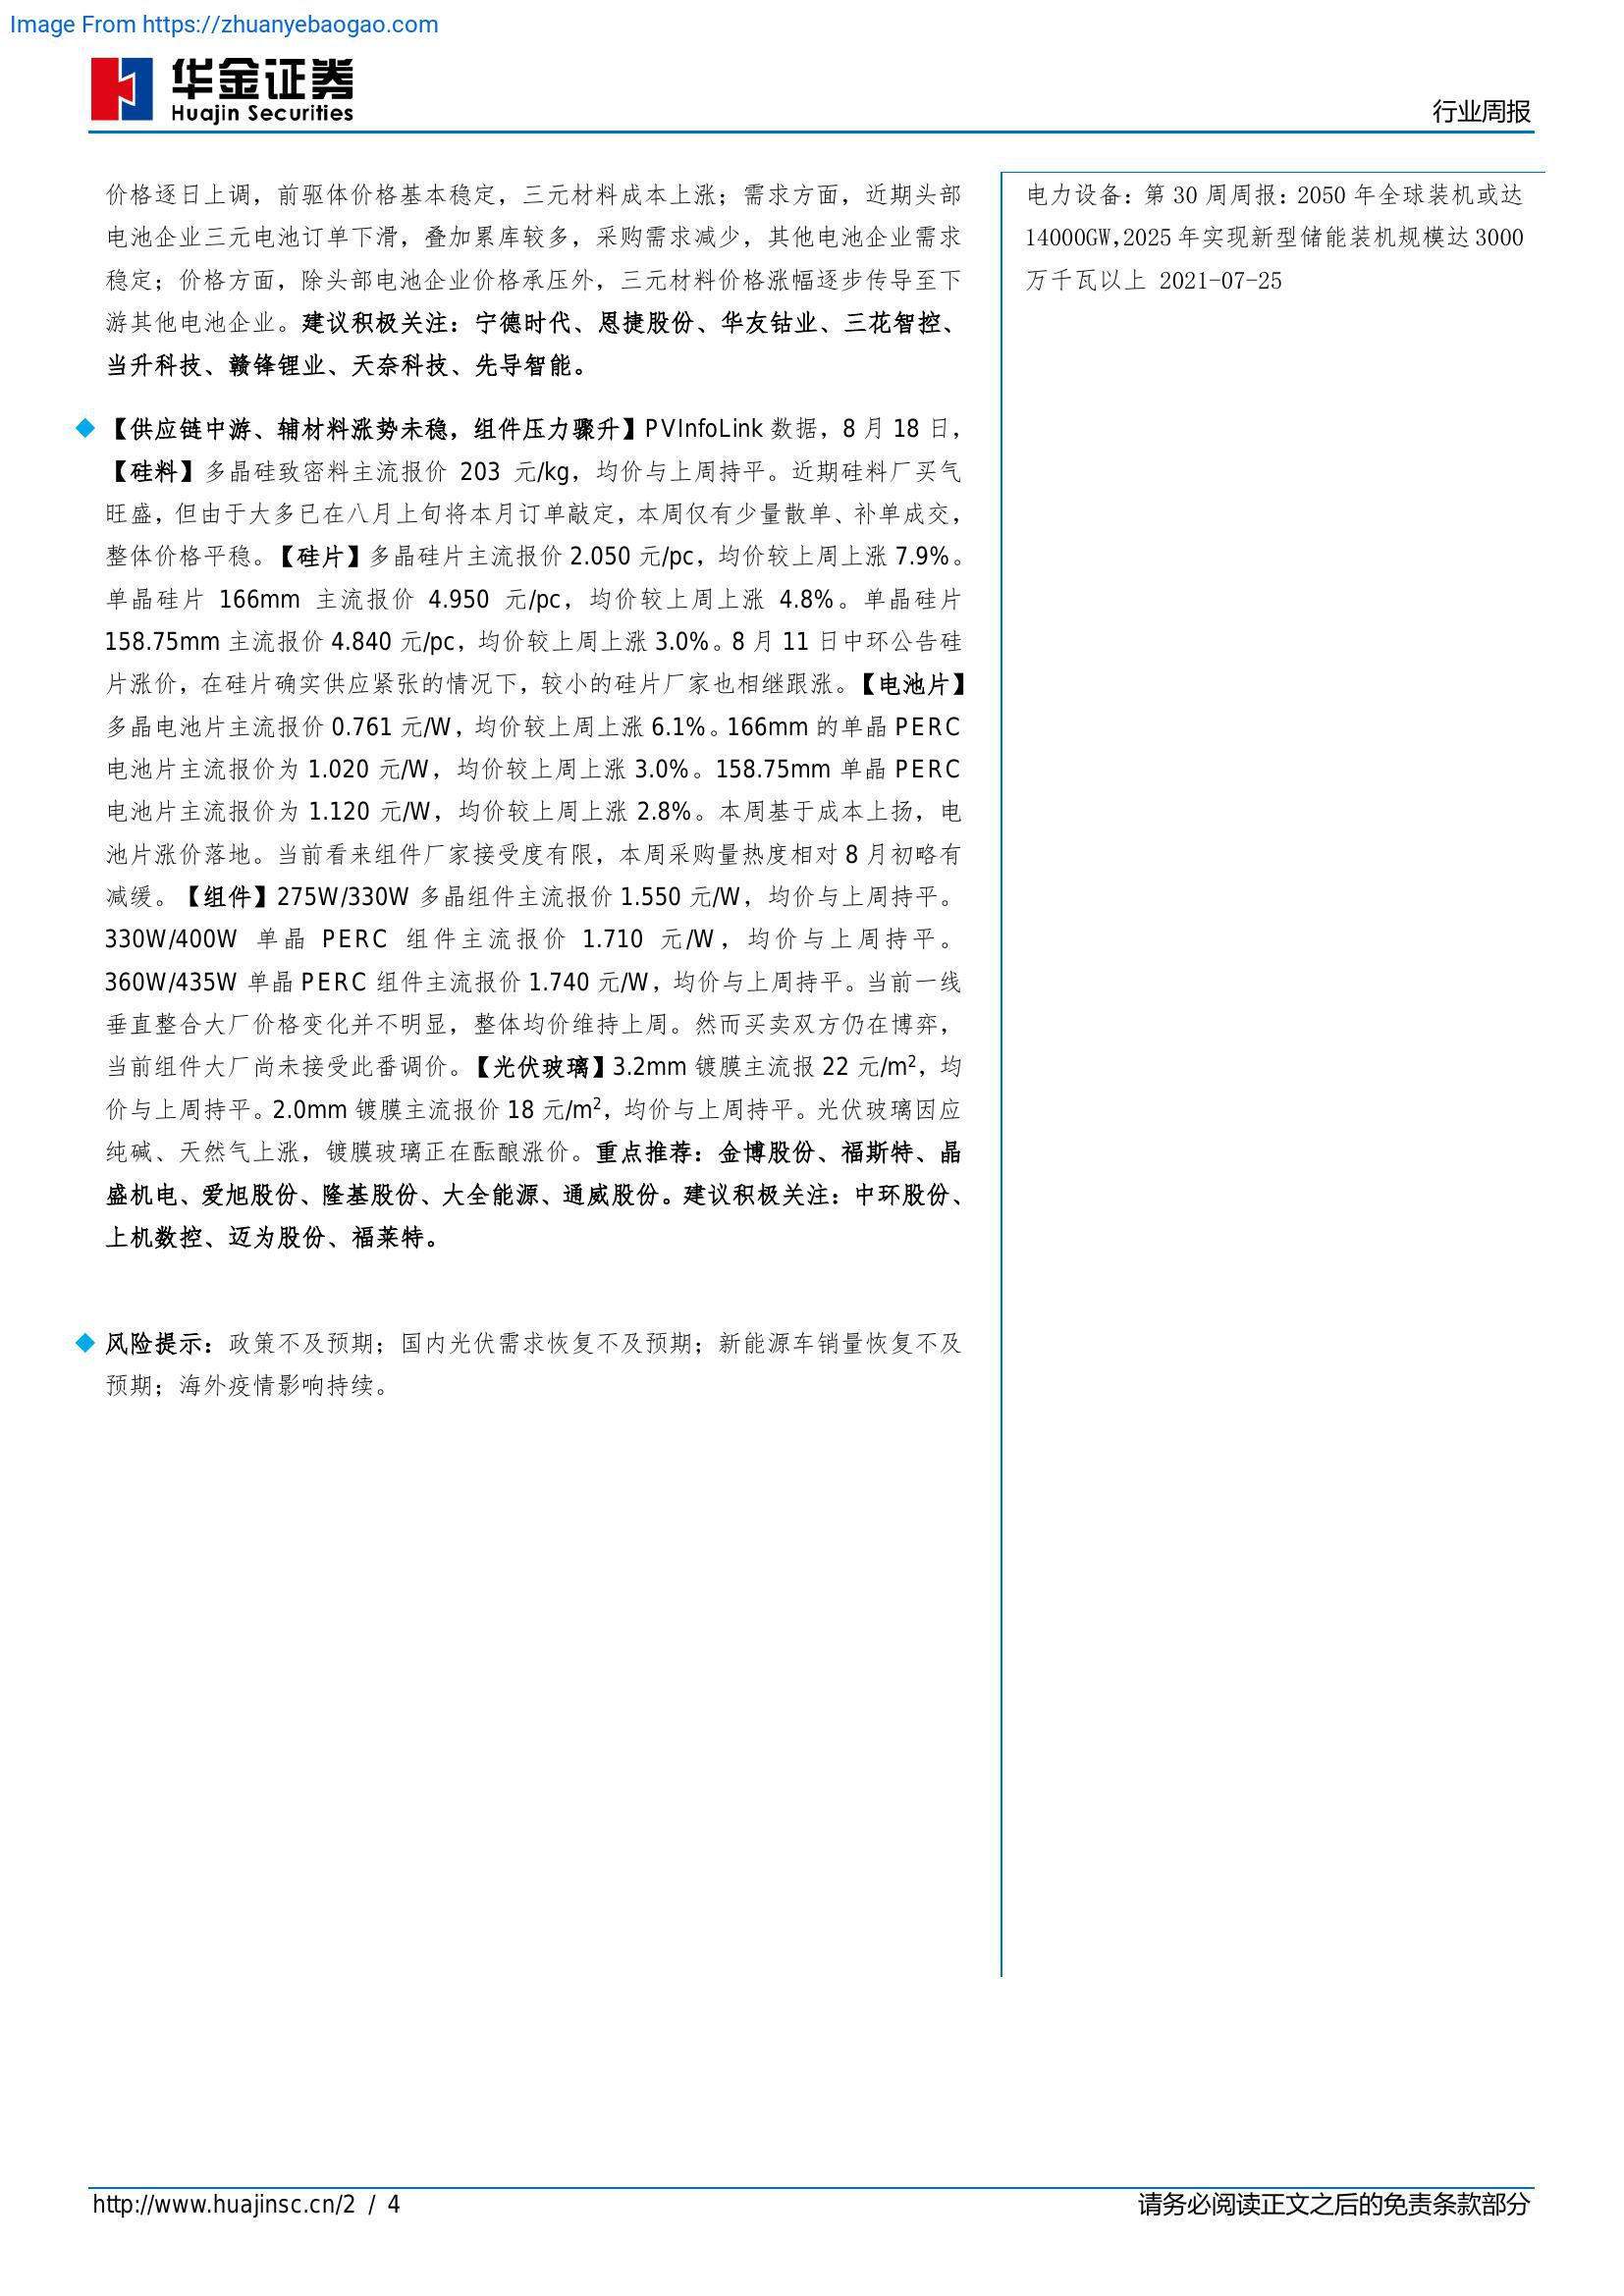 Image From https://zhuanyebaogao.com
华金证券
Huajin Securities
行业周报
价格逐日上调，前驱体价格基本稳定，三元材料成本上涨；需求方面，近期头部
电池企业三元电池订单下滑，叠加累库较多，采购需求减少，其他电池企业需求
稳定；价格方面，除头部电池企业价格承压外，三元材料价格涨幅逐步传导至下
游其他电池企业。建议积极关注：宁德时代、恩捷股份、华友钴业、三花智控、
当升科技、赣锋锂业、天奈科技、先导智能。
◆ 【供应链中游、辅材料涨势未稳，组件压力骤升】PVInfoLink 数据，8 月 18 日，
【硅料】多晶硅致密料主流报价 203 元/kg，均价与上周持平。近期硅料厂买气
旺盛，但由于大多已在八月上旬将本月订单敲定，本周仅有少量散单、补单成交，
整体价格平稳。【硅片】多晶硅片主流报价 2.050 元/pc，均价较上周上涨 7.9%。
单晶硅片 166mm 主流报价 4.950 元/pc，均价较上周上涨 4.8%。单晶硅片
158.75mm 主流报价 4.840 元/pc，均价较上周上涨 3.0%。8 月 11 日中环公告硅
片涨价，在硅片确实供应紧张的情况下，较小的硅片厂家也相继跟涨。【电池片】
多晶电池片主流报价 0.761 元/W，均价较上周上涨 6.1%。166mm 的单晶 PERC
电池片主流报价为 1.020 元/W，均价较上周上涨 3.0%。158.75mm 单晶 PERC
电池片主流报价为 1.120 元/W，均价较上周上涨 2.8%。本周基于成本上扬，电
池片涨价落地。当前看来组件厂家接受度有限，本周采购量热度相对 8 月初略有
减缓。【组件】275W/330W 多晶组件主流报价 1.550 元/W，均价与上周持平。
330W/400W 单晶 PERC 组件主流报价 1.710 元/W，均价与上周持平。
360W/435W 单晶 PERC 组件主流报价 1.740 元/W，均价与上周持平。当前一线
垂直整合大厂价格变化并不明显，整体均价维持上周。然而买卖双方仍在博弈，
当前组件大厂尚未接受此番调价。【光伏玻璃】3.2mm 镀膜主流报 22 元/m²，均
价与上周持平。2.0mm 镀膜主流报价 18 元/m²，均价与上周持平。光伏玻璃因应
纯碱、天然气上涨，镀膜玻璃正在酝酿涨价。重点推荐：金博股份、福斯特、晶
盛机电、爱旭股份、隆基股份、大全能源、通威股份。建议积极关注：中环股份、
上机数控、迈为股份、福莱特。
◆ 风险提示：政策不及预期；国内光伏需求恢复不及预期；新能源车销量恢复不及
预期；海外疫情影响持续。
电力设备：第 30 周周报：2050 年全球装机或达
14000GW,2025 年实现新型储能装机规模达 3000
万千瓦以上 2021-07-25
http://www.huajinsc.cn/2 / 4
请务必阅读正文之后的免责条款部分